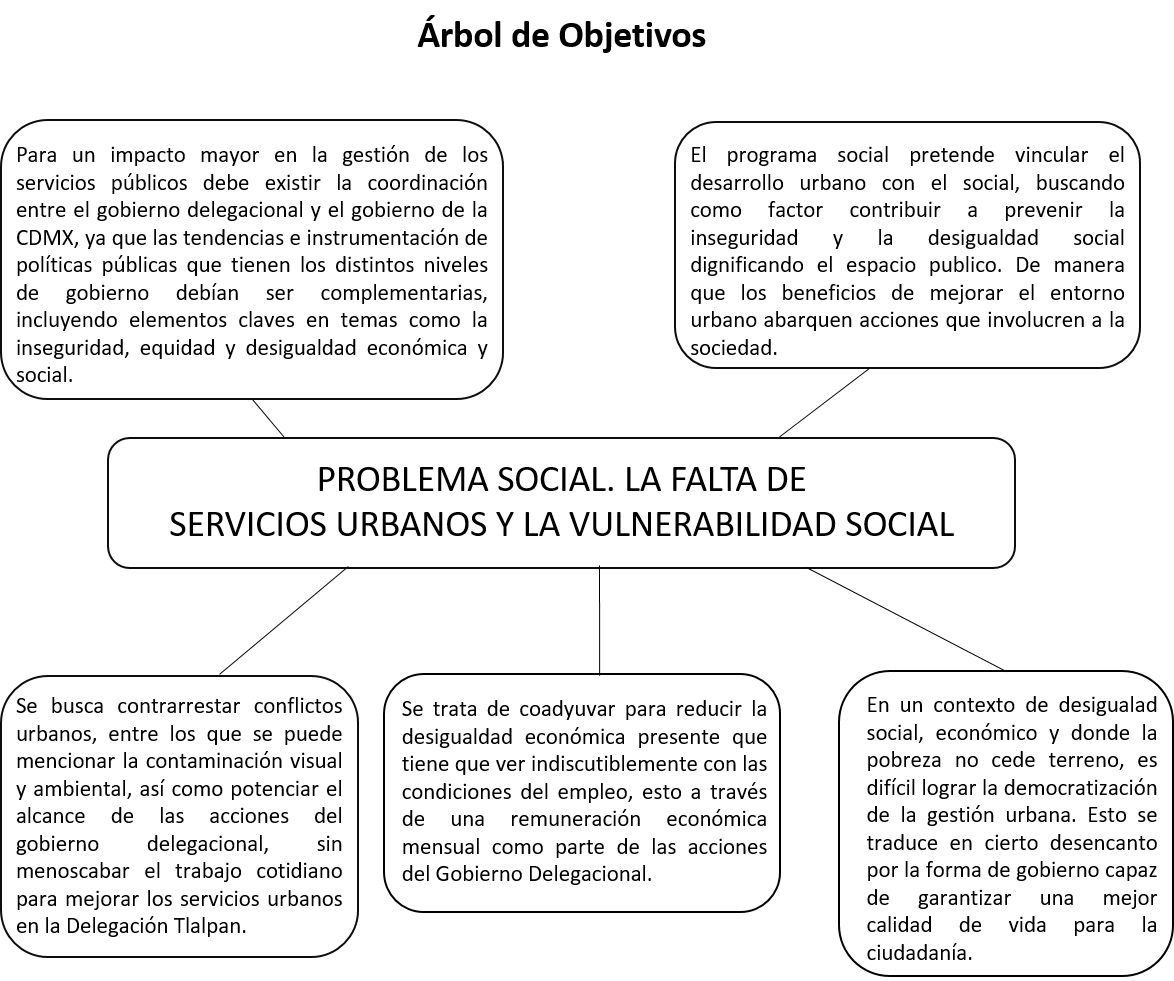 Árbol de Objetivos
Para un impacto mayor en la gestión de los
servicios públicos debe existir la coordinación
entre el gobierno delegacional y el gobierno de la
CDMX, ya que las tendencias e instrumentación de
políticas públicas que tienen los distintos niveles
de gobierno debían ser complementarias,
incluyendo elementos claves en temas como la
inseguridad, equidad y desigualdad económica y
social.
El programa social pretende vincular el
desarrollo urbano con el social, buscando
como factor contribuir a prevenir la
inseguridad y la desigualdad social
dignificando el espacio publico. De manera
que los beneficios de mejorar el entorno
urbano abarquen acciones que involucren a la
sociedad.
PROBLEMA SOCIAL. LA FALTA DE
SERVICIOS URBANOS Y LA VULNERABILIDAD SOCIAL
Se busca contrarrestar conflictos
urbanos, entre los que se puede
mencionar la contaminación visual
y ambiental, así como potenciar el
alcance de las acciones del
gobierno delegacional, sin
menoscabar el trabajo cotidiano
para mejorar los servicios urbanos
en la Delegación Tlalpan.
Se trata de coadyuvar para reducir la
desigualdad económica presente que
tiene que ver indiscutiblemente con las
condiciones del empleo, esto a través
de una remuneración económica
mensual como parte de las acciones
del Gobierno Delegacional.
En un contexto de desigualad
social, económico y donde la
pobreza no cede terreno, es
difícil lograr la democratización
de la gestión urbana. Esto se
traduce en cierto desencanto
por la forma de gobierno capaz
de garantizar una mejor
calidad de vida para la
ciudadanía.